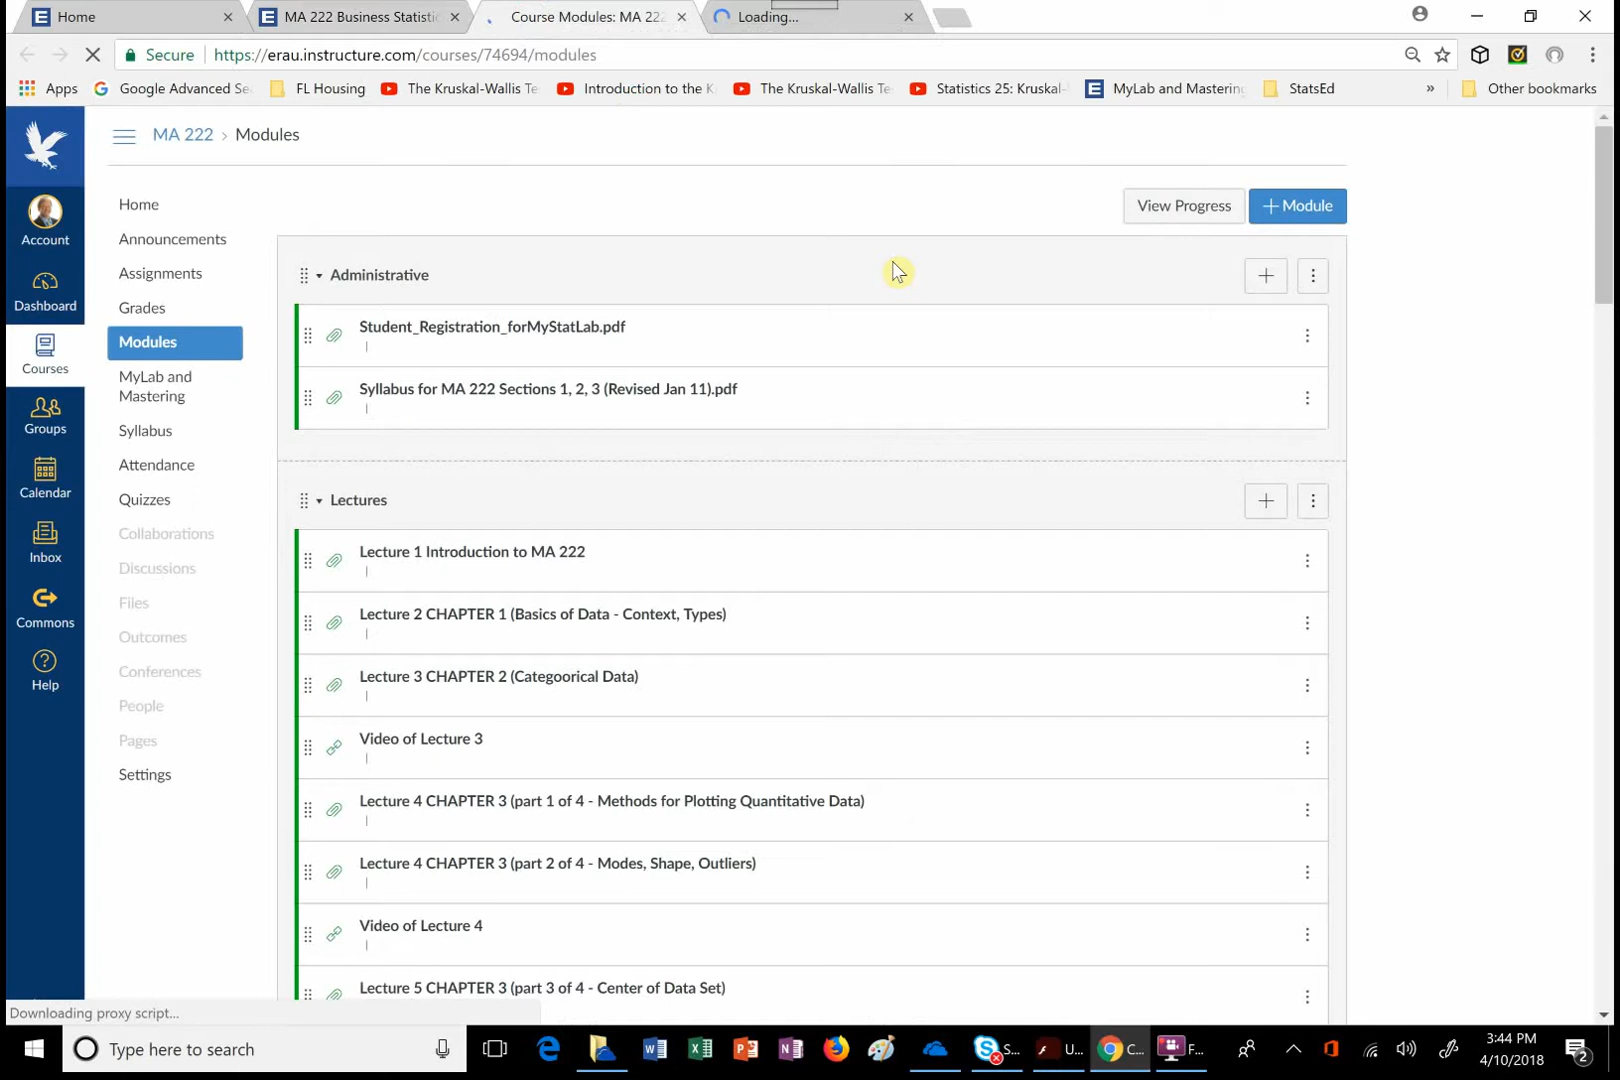 Home
MA 222 Business Statistic
Course Modules: MA 222
Loading...
Secure
https://erau.instructure.com/courses/74694/modules
Apps
Google Advanced Se
FL Housing
The Kruskal-Wallis Te
Introduction to the K
The Kruskal-Wallis Te
Statistics 25: Kruskal-
MyLab and Mastering
StatsEd
»
Other bookmarks
MA 222 › Modules
Account
Dashboard
Courses
Groups
Calendar
Inbox
Commons
Help
Home
Announcements
Assignments
Grades
Modules
MyLab and
Mastering
Syllabus
Attendance
Quizzes
Collaborations
Discussions
Files
Outcomes
Conferences
People
Pages
Settings
View Progress
+ Module
Administrative
Student_Registration_forMyStatLab.pdf
Syllabus for MA 222 Sections 1, 2, 3 (Revised Jan 11).pdf
Lectures
Lecture 1 Introduction to MA 222
Lecture 2 CHAPTER 1 (Basics of Data - Context, Types)
Lecture 3 CHAPTER 2 (Categoorical Data)
Video of Lecture 3
Lecture 4 CHAPTER 3 (part 1 of 4 - Methods for Plotting Quantitative Data)
Lecture 4 CHAPTER 3 (part 2 of 4 - Modes, Shape, Outliers)
Video of Lecture 4
Lecture 5 CHAPTER 3 (part 3 of 4 - Center of Data Set)
Downloading proxy script...
Type here to search
S...
U...
C...
F...
3:44 PM
4/10/2018
2